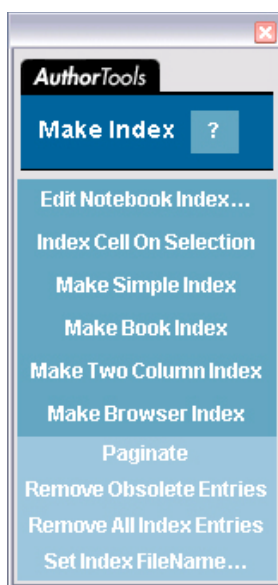 AuthorTools
Make Index ?
Edit Notebook Index...
Index Cell On Selection
Make Simple Index
Make Book Index
Make Two Column Index
Make Browser Index
Paginate
Remove Obsolete Entries
Remove All Index Entries
Set Index FileName...